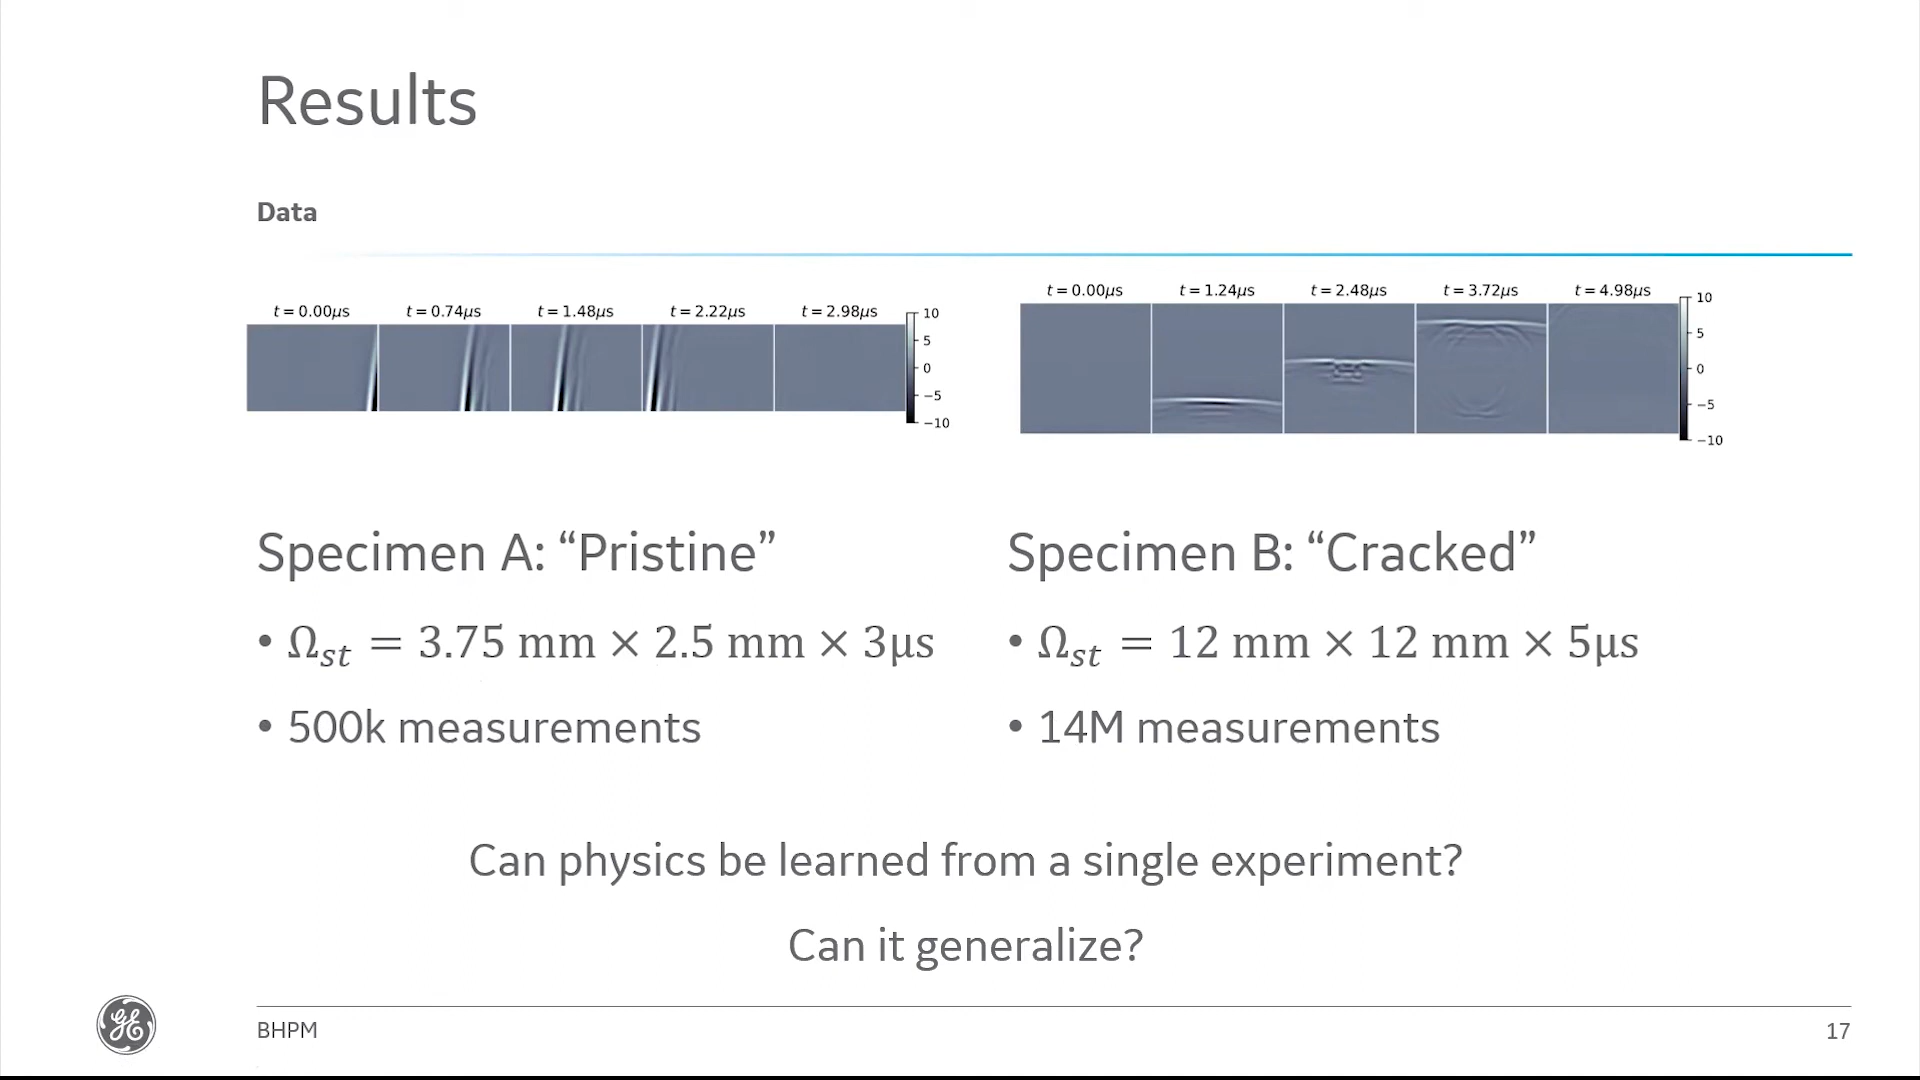 Results
Data
t = 0.00μs t = 0.74μs t = 1.48μs t = 2.22μs t = 2.98μs
10
5
0
−5
−10
t = 0.00μs t = 1.24μs t = 2.48μs t = 3.72μs t = 4.98μs
10
5
0
−5
−10
Specimen A: “Pristine”
• Ωst = 3.75 mm × 2.5 mm × 3μs
• 500k measurements
Specimen B: “Cracked”
• Ωst = 12 mm × 12 mm × 5μs
• 14M measurements
Can physics be learned from a single experiment?
Can it generalize?
GE
BHPM
17